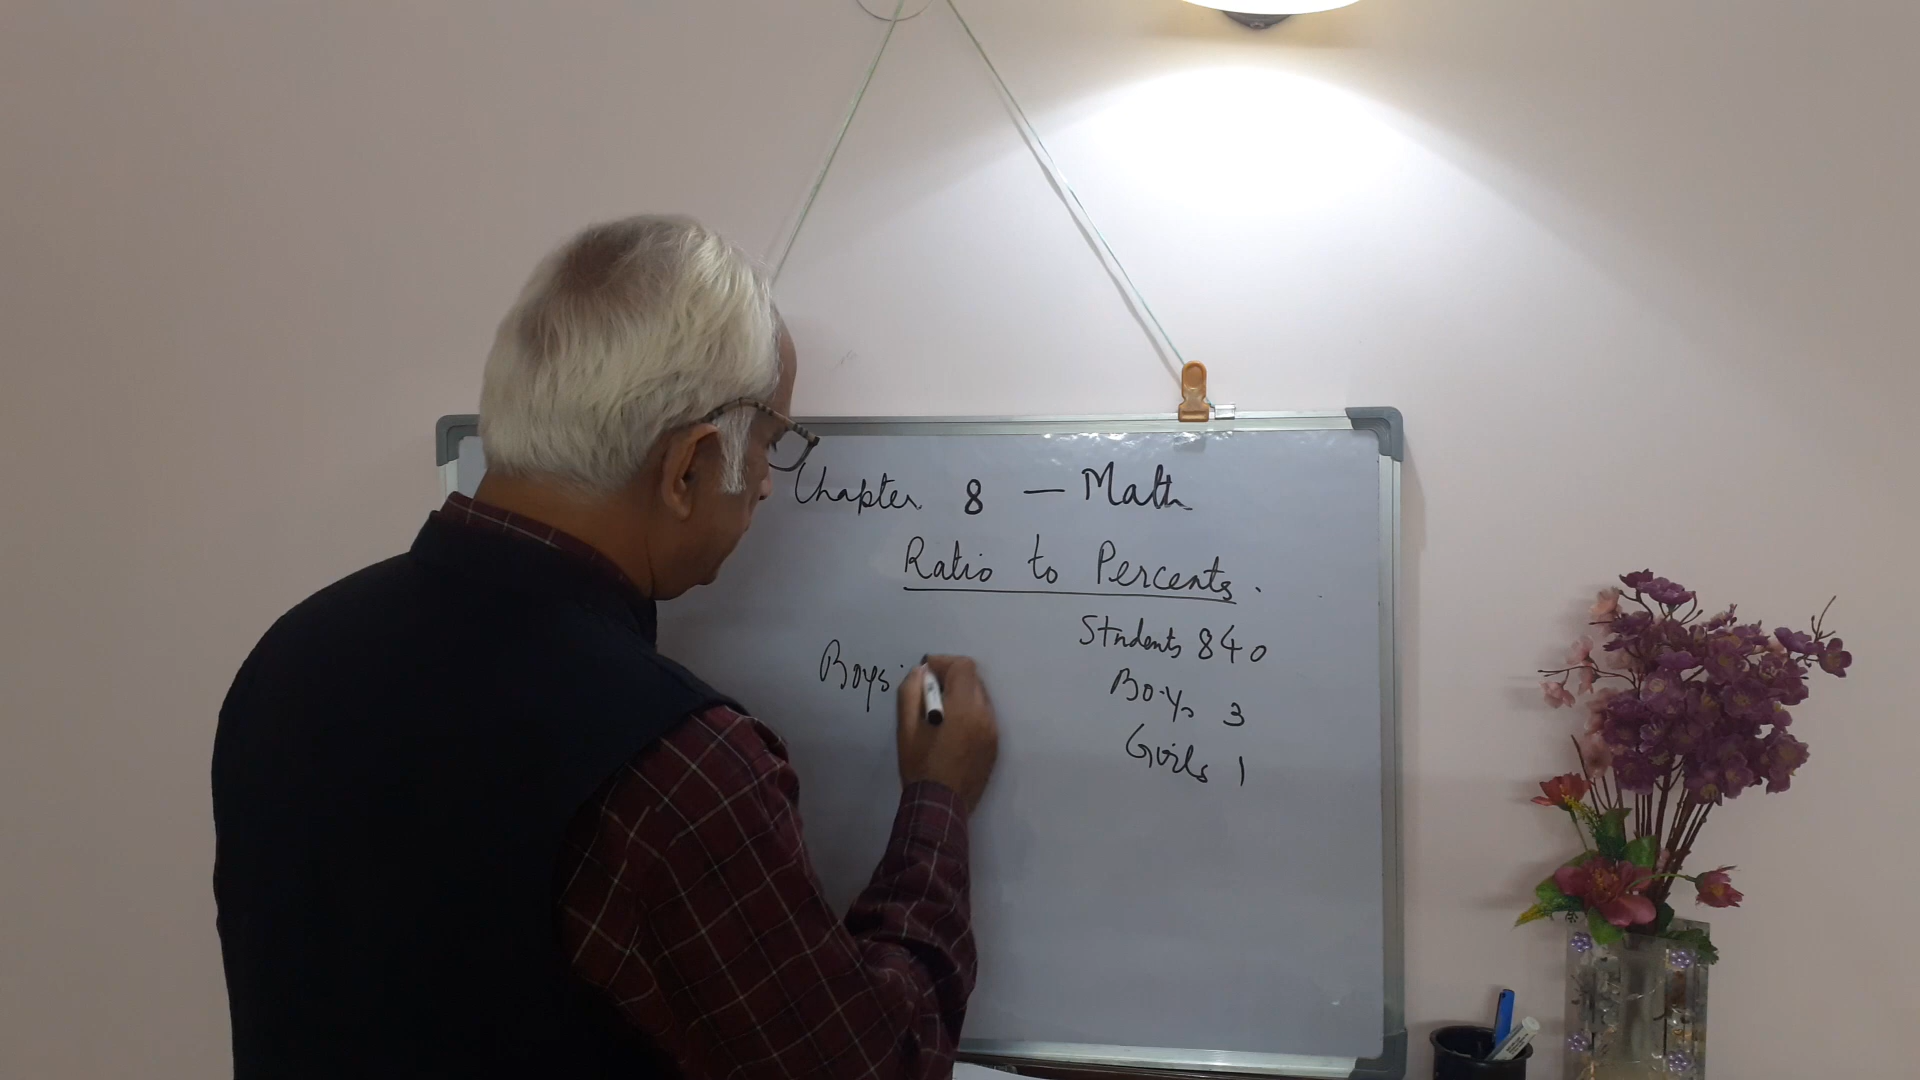 Chapter 8 - Math
Ratio to Percents.
Students 840
Boys 3
Girls 1
Boys: